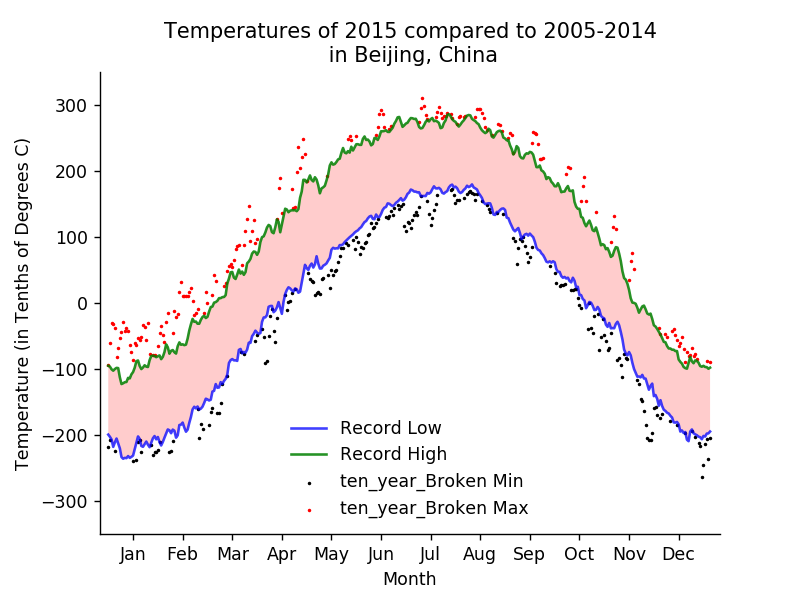 Temperatures of 2015 compared to 2005-2014
in Beijing, China
Temperature (in Tenths of Degrees C)
300
200
100
0
−100
−200
−300
Record Low
Record High
ten_year_Broken Min
ten_year_Broken Max
Jan Feb Mar Apr May Jun Jul Aug Sep Oct Nov Dec
Month